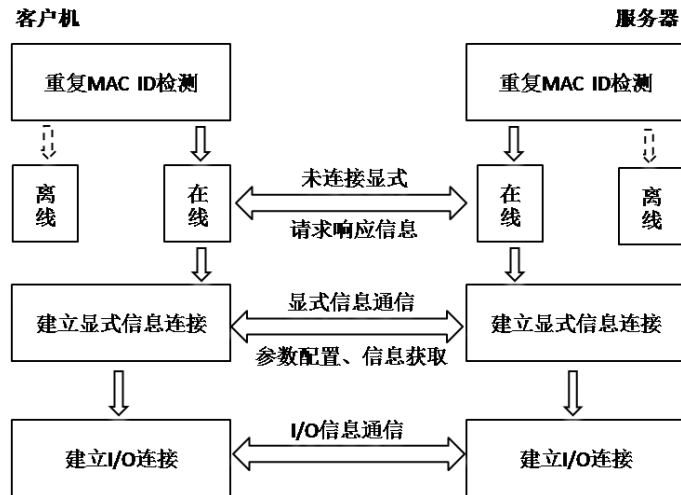 客户机 服务器
重复MAC ID检测 重复MAC ID检测
离线 在线 未连接显式 在线 离线
请求响应信息
显式信息通信
建立显式信息连接 建立显式信息连接
参数配置、信息获取
I/O信息通信
建立I/O连接 建立I/O连接